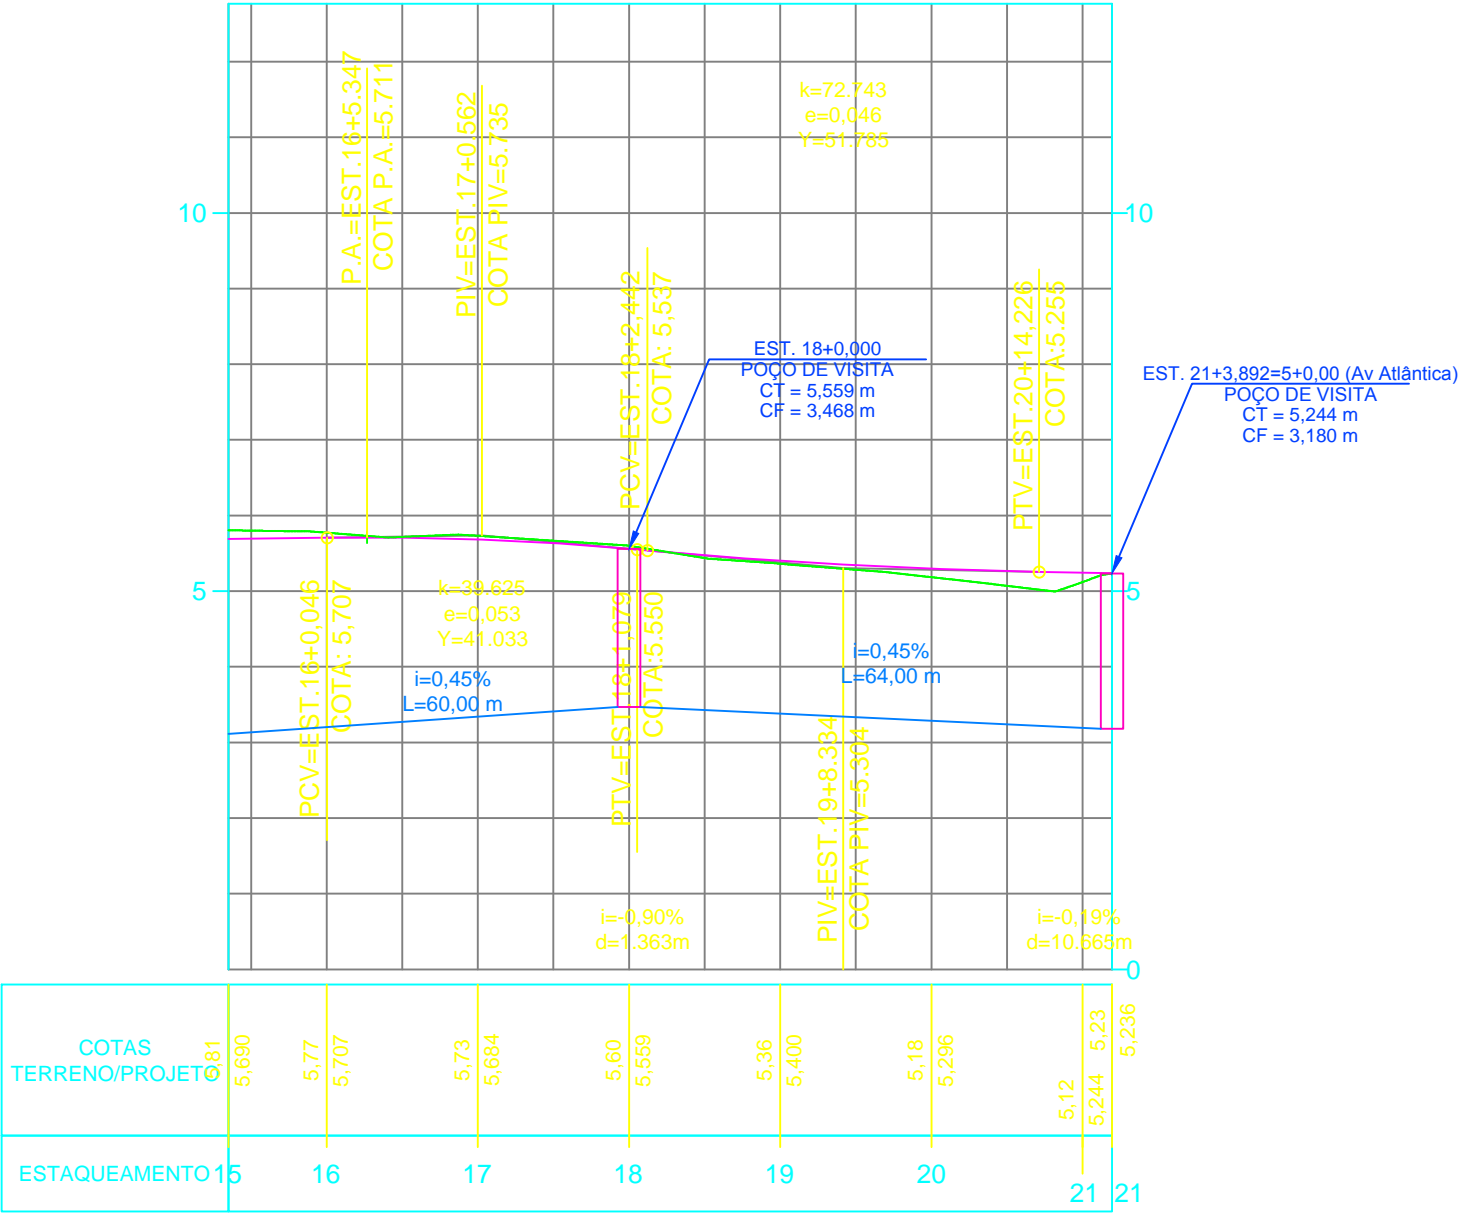 P.A.=EST.16+5.347
COTA P.A.=5.711
PIV=EST.17+0.562
COTA PIV=5.735
k=72.743
e=0,046
Y=51.785
10
10
PCV=EST.18+2,442
COTA: 5,537
EST. 18+0,000
POÇO DE VISITA
CT = 5,559 m
CF = 3,468 m
PTV=EST.20+14,226
COTA:5.255
EST. 21+3,892=5+0,00 (Av Atlântica)
POÇO DE VISITA
CT = 5,244 m
CF = 3,180 m
5
5
PCV=EST.16+0,046
COTA: 5,707
k=39.625
e=0,053
Y=41.033
i=0,45%
L=60,00 m
PTV=EST.18+1.079
COTA:5.550
i=0,45%
L=64,00 m
PIV=EST.19+8.334
COTA PIV=5.304
i=-0,90%
d=1.363m
i=-0,19%
d=10.665m
0
COTAS
TERRENO/PROJETO
5,81
5,690
5,77
5,707
5,73
5,684
5,60
5,559
5,36
5,400
5,18
5,296
5,12
5,244
5,23
5,236
ESTAQUEAMENTO
15
16
17
18
19
20
21
21